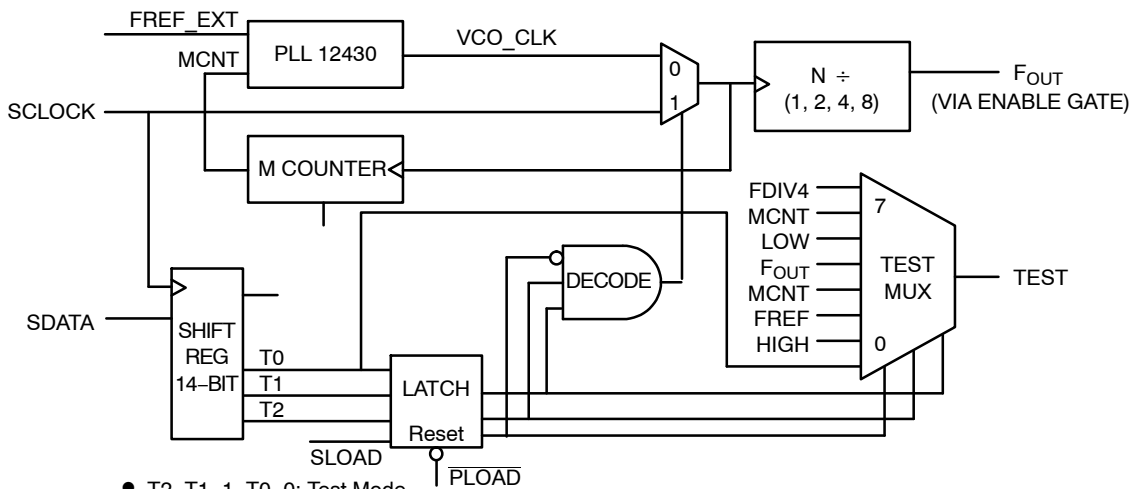 FREF_EXT
MCNT
PLL 12430
VCO_CLK
SCLOCK
0
1
N ÷
(1, 2, 4, 8)
FOUT
(VIA ENABLE GATE)
M COUNTER
FDIV4
MCNT
LOW
FOUT
MCNT
FREF
HIGH
7
TEST
MUX
0
TEST
DECODE
SDATA
SHIFT
REG
14–BIT
T0
T1
T2
LATCH
Reset
SLOAD
PLOAD